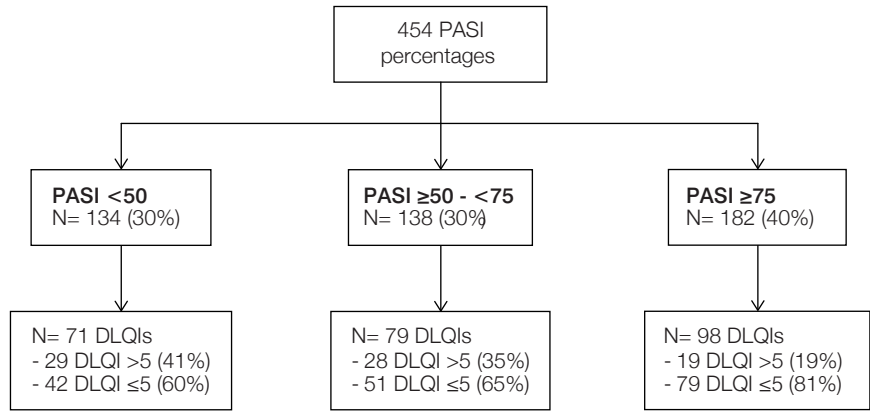 454 PASI
percentages
PASI <50
N= 134 (30%)
PASI ≥50 - <75
N= 138 (30%)
PASI ≥75
N= 182 (40%)
N= 71 DLQIs
- 29 DLQI >5 (41%)
- 42 DLQI ≤5 (60%)
N= 79 DLQIs
- 28 DLQI >5 (35%)
- 51 DLQI ≤5 (65%)
N= 98 DLQIs
- 19 DLQI >5 (19%)
- 79 DLQI ≤5 (81%)